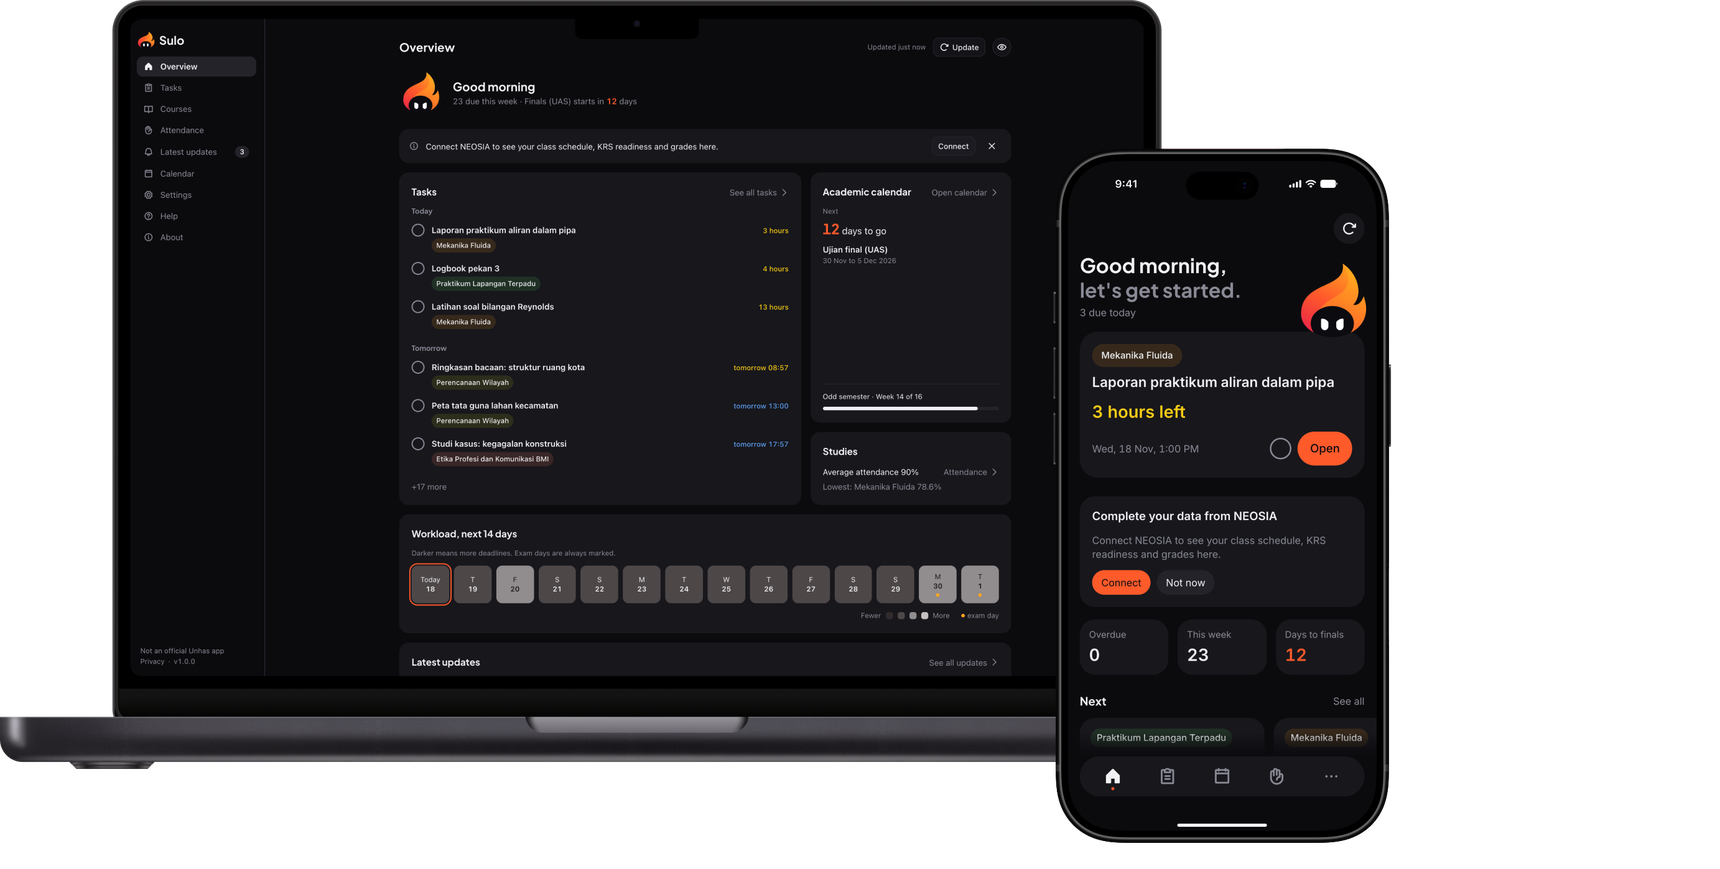 Sulo
Overview
Tasks
Courses
Attendance
Latest updates 3
Calendar
Settings
Help
About
Not an official Unhas app
Privacy · v1.0.0
Overview
Updated just now
Update
Good morning
23 due this week · Finals (UAS) starts in 12 days
Connect NEOSIA to see your class schedule, KRS readiness and grades here.
Connect
Tasks
See all tasks
Today
Laporan praktikum aliran dalam pipa
3 hours
Mekanika Fluida
Logbook pekan 3
4 hours
Praktikum Lapangan Terpadu
Latihan soal bilangan Reynolds
13 hours
Mekanika Fluida
Tomorrow
Ringkasan bacaan: struktur ruang kota
tomorrow 08:57
Perencanaan Wilayah
Peta tata guna lahan kecamatan
tomorrow 13:00
Perencanaan Wilayah
Studi kasus: kegagalan konstruksi
tomorrow 17:57
Etika Profesi dan Komunikasi BMI
+17 more
Academic calendar
Open calendar
Next
12 days to go
Ujian final (UAS)
30 Nov to 5 Dec 2026
Odd semester · Week 14 of 16
Studies
Average attendance 90%
Attendance
Lowest: Mekanika Fluida 78.6%
Workload, next 14 days
Darker means more deadlines. Exam days are always marked.
Today T F S S M T W T F S S M T
18 19 20 21 22 23 24 25 26 27 28 29 30 1
Fewer More exam day
Latest updates
See all updates
9:41
Good morning,
let's get started.
3 due today
Mekanika Fluida
Laporan praktikum aliran dalam pipa
3 hours left
Wed, 18 Nov, 1:00 PM
Open
Complete your data from NEOSIA
Connect NEOSIA to see your class schedule, KRS
readiness and grades here.
Connect
Not now
Overdue
0
This week
23
Days to finals
12
Next
See all
Praktikum Lapangan Terpadu
Mekanika Fluida